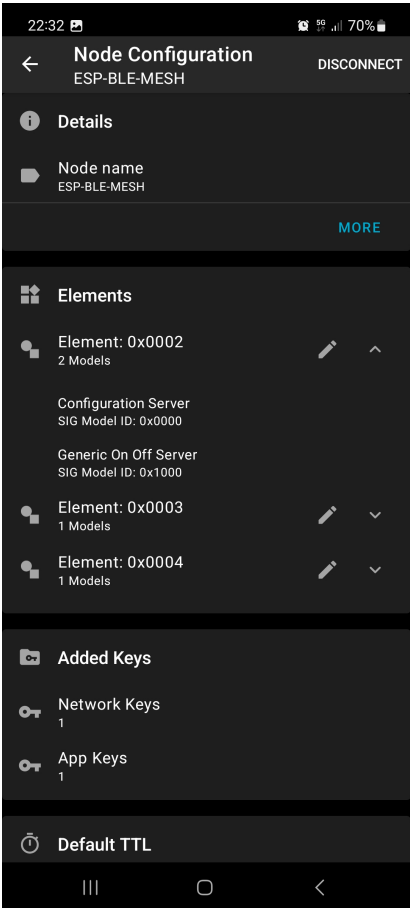 22:32 5G 70%
Node Configuration
ESP-BLE-MESH
DISCONNECT
Details
Node name
ESP-BLE-MESH
MORE
Elements
Element: 0x0002
2 Models
Configuration Server
SIG Model ID: 0x0000
Generic On Off Server
SIG Model ID: 0x1000
Element: 0x0003
1 Models
Element: 0x0004
1 Models
Added Keys
Network Keys
1
App Keys
1
Default TTL